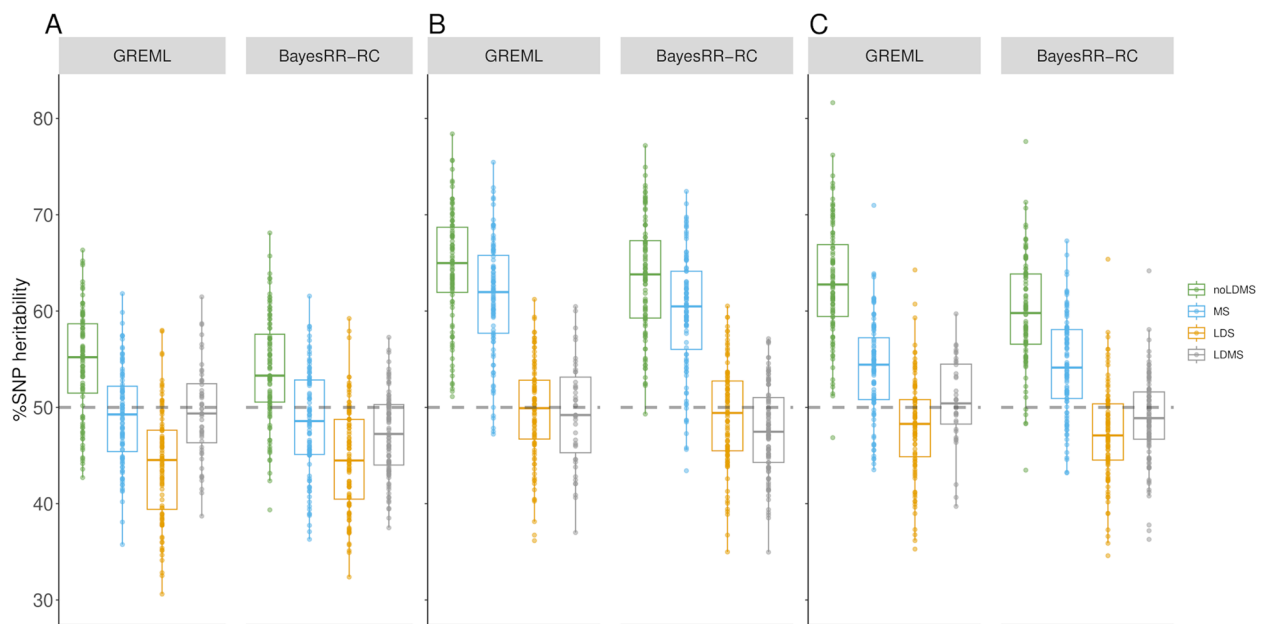 A B C
GREML BayesRR−RC GREML BayesRR−RC GREML BayesRR−RC
%SNP heritability
80
70
60
50
40
30
noLDMS
MS
LDS
LDMS